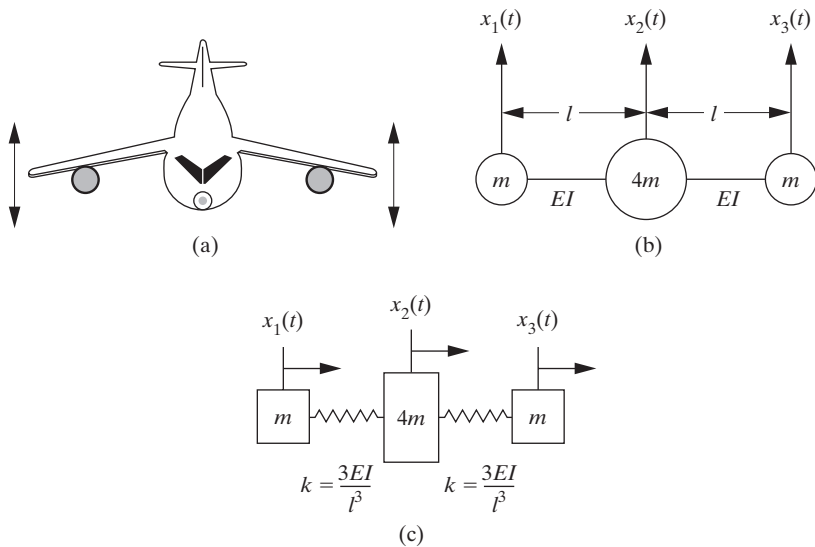 x₁(t) x₂(t) x₃(t)
l l
m 4m m
EI EI
(a) (b)
x₁(t) x₂(t) x₃(t)
m 4m m
k = 3EI/l³ k = 3EI/l³
(c)